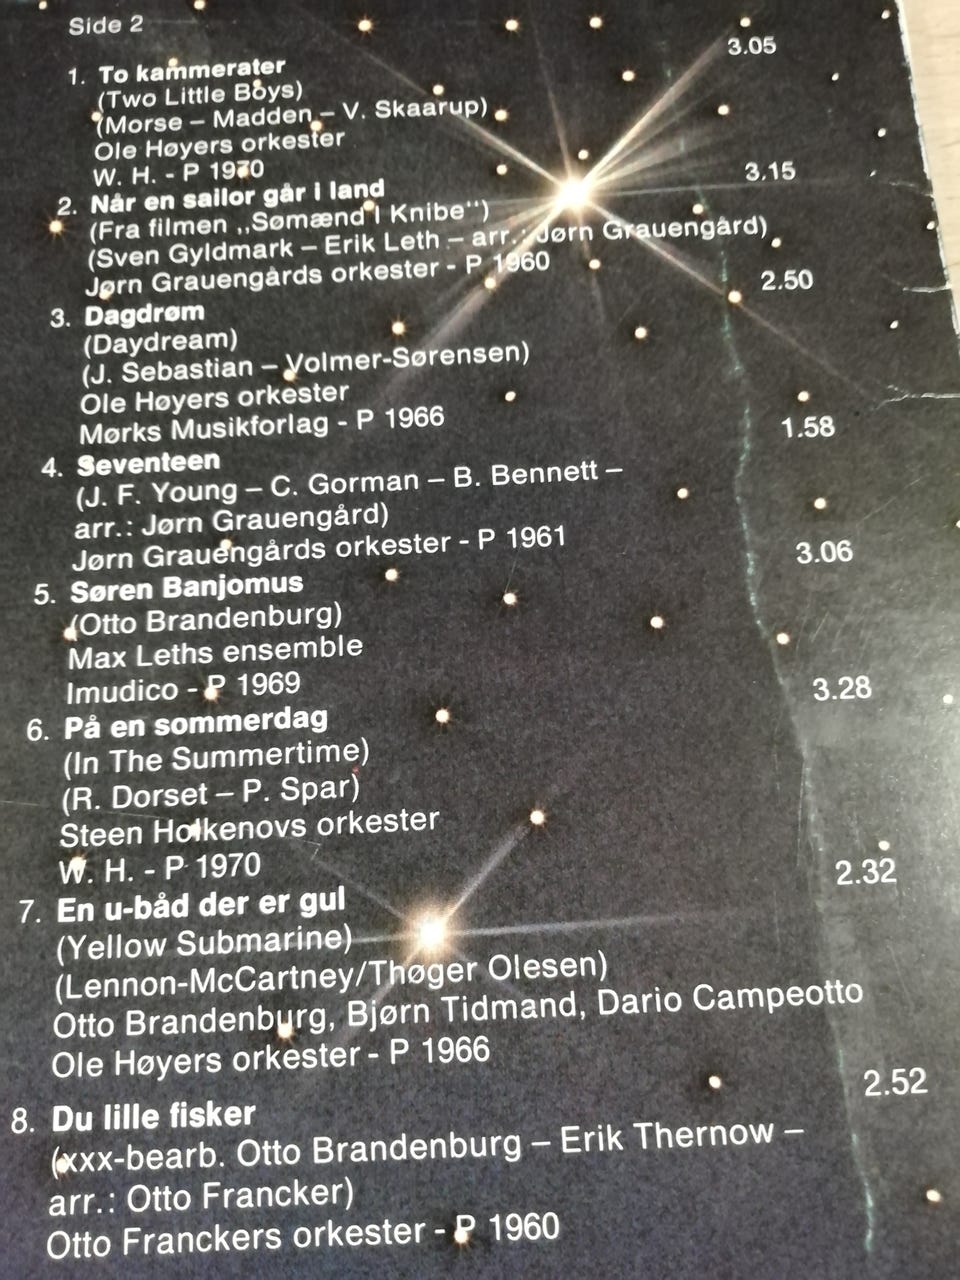 Side 2
1. To kammerater 3.05
(Two Little Boys)
(Morse – Madden – V. Skaarup)
Ole Høyers orkester
W. H. - P 1970
2. Når en sailor går i land 3.15
(Fra filmen ,,Sømænd I Knibe")
(Sven Gyldmark – Erik Leth – arr.: Jørn Grauengård)
Jørn Grauengårds orkester - P 1960
3. Dagdrøm 2.50
(Daydream)
(J. Sebastian – Volmer-Sørensen)
Ole Høyers orkester
Mørks Musikforlag - P 1966
4. Seventeen 1.58
(J. F. Young – C. Gorman – B. Bennett –
arr.: Jørn Grauengård)
Jørn Grauengårds orkester - P 1961
5. Søren Banjomus 3.06
(Otto Brandenburg)
Max Leths ensemble
Imudico - P 1969
6. På en sommerdag 3.28
(In The Summertime)
(R. Dorset – P. Spar)
Steen Holkenovs orkester
W. H. - P 1970
7. En u-båd der er gul 2.32
(Yellow Submarine)
(Lennon-McCartney/Thøger Olesen)
Otto Brandenburg, Bjørn Tidmand, Dario Campeotto
Ole Høyers orkester - P 1966
8. Du lille fisker 2.52
(xxx-bearb. Otto Brandenburg – Erik Thernow –
arr.: Otto Francker)
Otto Franckers orkester - P 1960